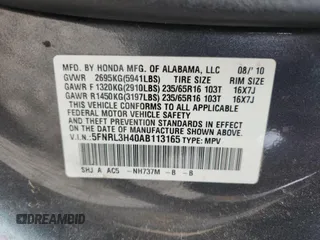 MFD. BY HONDA MFG. OF ALABAMA, LLC 08/'10
GVWR 2695KG(5941LBS) TIRE SIZE RIM SIZE
GAWR F 1320KG(2910LBS) 235/65R16 103T 16X7J
GAWR R 1450KG(3197LBS) 235/65R16 103T 16X7J
THIS VEHICLE CONFORMS TO ALL APPLICABLE
FEDERAL MOTOR VEHICLE SAFETY AND THEFT
PREVENTION STANDARDS IN EFFECT ON THE DATE
OF MANUFACTURE SHOWN ABOVE.
V.I.N.:5FNRL3H40AB113165 TYPE: MPV
SHJ A AC5 -NH737M -B -B
DREAMBID